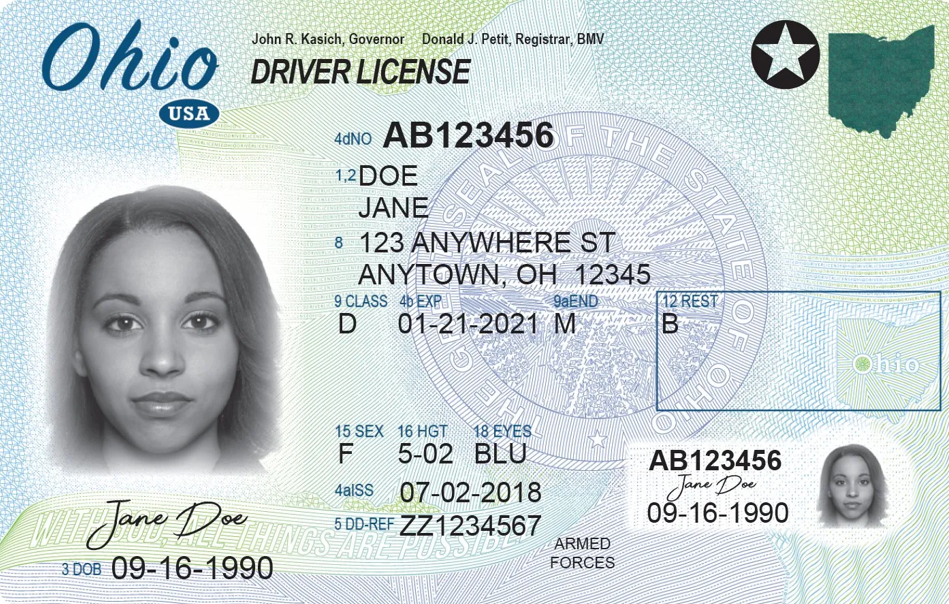 Ohio
USA
John R. Kasich, Governor Donald J. Petit, Registrar, BMV
DRIVER LICENSE
4dNO AB123456
1,2 DOE
JANE
8 123 ANYWHERE ST
ANYTOWN, OH 12345
9 CLASS 4b EXP 9aEND 12 REST
D 01-21-2021 M B
Ohio
15 SEX 16 HGT 18 EYES
F 5-02 BLU
4aISS 07-02-2018
5 DD-REF ZZ1234567
ARMED
FORCES
AB123456
Jane Doe
09-16-1990
Jane Doe
WITH GOD, ALL THINGS ARE POSSIBLE
3 DOB 09-16-1990
THE GREAT SEAL OF THE STATE OF OHIO